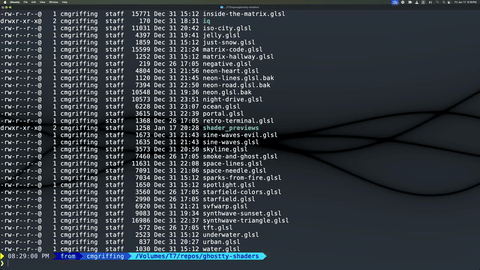 -rw-r--r--@ 1 cmgriffing staff 15771 Dec 31 15:12 inside-the-matrix.glsl
drwxr-xr-x@ 2 cmgriffing staff 170 Dec 31 18:31 iq
-rw-r--r--@ 1 cmgriffing staff 11031 Dec 31 20:42 iso-city.glsl
-rw-r--r--@ 1 cmgriffing staff 4397 Dec 31 19:41 jelly.glsl
-rw-r--r--@ 1 cmgriffing staff 1859 Dec 31 15:12 just-snow.glsl
-rw-r--r--@ 1 cmgriffing staff 15599 Dec 31 21:24 matrix-code.glsl
-rw-r--r--@ 1 cmgriffing staff 1252 Dec 31 15:12 matrix-hallway.glsl
-rw-r--r--@ 1 cmgriffing staff 219 Dec 26 17:05 negative.glsl
-rw-r--r--@ 1 cmgriffing staff 4804 Dec 31 21:56 neon-heart.glsl
-rw-r--r--@ 1 cmgriffing staff 1120 Dec 31 21:45 neon-lines.glsl.bak
-rw-r--r--@ 1 cmgriffing staff 7394 Dec 31 22:50 neon-road.glsl.bak
-rw-r--r--@ 1 cmgriffing staff 10548 Dec 31 19:36 neon.glsl.bak
-rw-r--r--@ 1 cmgriffing staff 10573 Dec 31 23:51 night-drive.glsl
-rw-r--r--@ 1 cmgriffing staff 6228 Dec 31 23:03 ocean.glsl
-rw-r--r--@ 1 cmgriffing staff 3615 Dec 31 22:39 portal.glsl
-rw-r--r--@ 1 cmgriffing staff 1368 Dec 26 17:05 retro-terminal.glsl
drwxr-xr-x@ 8 cmgriffing staff 1258 Jan 17 20:28 shader_previews
-rw-r--r--@ 1 cmgriffing staff 1673 Dec 31 21:43 sine-waves-evil.glsl
-rw-r--r--@ 1 cmgriffing staff 1635 Dec 31 21:43 sine-waves.glsl
-rw-r--r--@ 1 cmgriffing staff 3573 Dec 31 20:50 skyline.glsl
-rw-r--r--@ 1 cmgriffing staff 7460 Dec 26 17:05 smoke-and-ghost.glsl
-rw-r--r--@ 1 cmgriffing staff 11631 Dec 31 22:08 space-lines.glsl
-rw-r--r--@ 1 cmgriffing staff 7091 Dec 31 21:06 space-needle.glsl
-rw-r--r--@ 1 cmgriffing staff 7034 Dec 31 15:12 sparks-from-fire.glsl
-rw-r--r--@ 1 cmgriffing staff 1650 Dec 31 15:12 spotlight.glsl
-rw-r--r--@ 1 cmgriffing staff 3560 Dec 26 17:05 starfield-colors.glsl
-rw-r--r--@ 1 cmgriffing staff 2990 Dec 26 17:05 starfield.glsl
-rw-r--r--@ 1 cmgriffing staff 6920 Dec 31 15:21 svfwarp.glsl
-rw-r--r--@ 1 cmgriffing staff 9083 Dec 31 19:34 synthwave-sunset.glsl
-rw-r--r--@ 1 cmgriffing staff 16986 Dec 31 22:37 synthwave-triangle.glsl
-rw-r--r--@ 1 cmgriffing staff 572 Dec 26 17:05 tft.glsl
-rw-r--r--@ 1 cmgriffing staff 2523 Dec 31 15:12 underwater.glsl
-rw-r--r--@ 1 cmgriffing staff 837 Dec 31 20:27 urban.glsl
-rw-r--r--@ 1 cmgriffing staff 1030 Dec 31 15:12 water.glsl
08:29:00 PM from cmgriffing /Volumes/T7/repos/ghostty-shaders